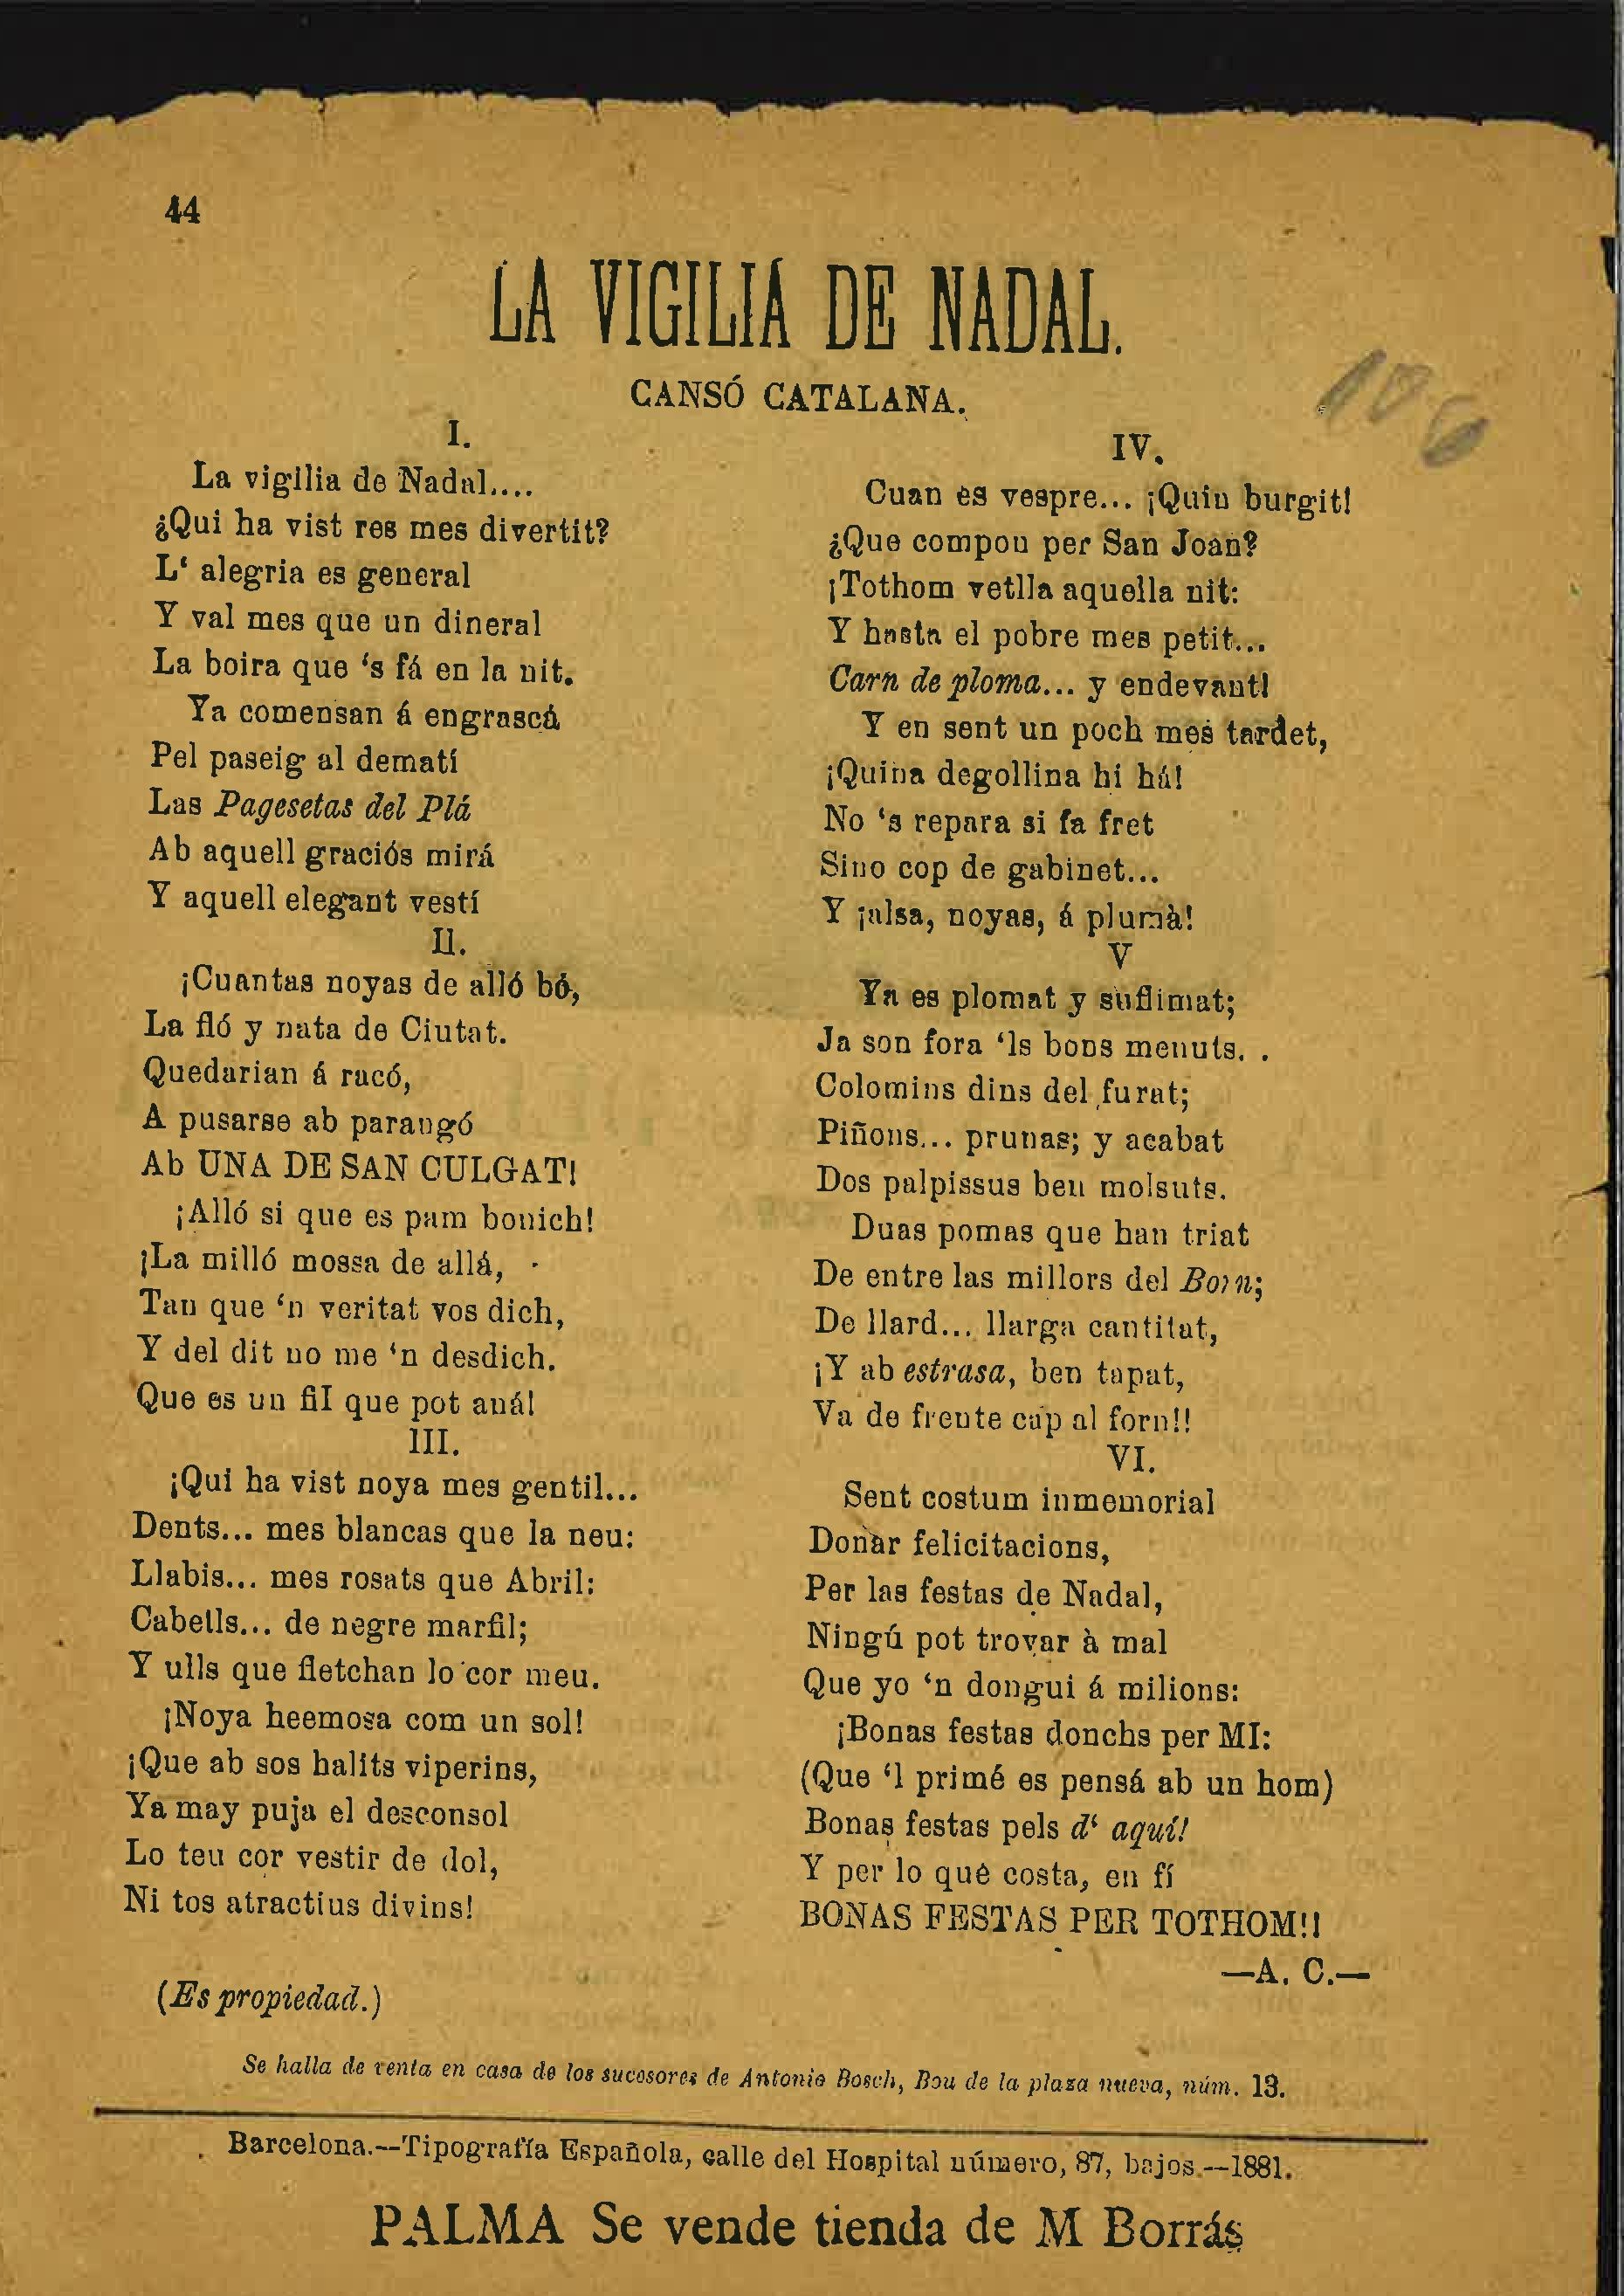 44
LA VIGILIA DE NADAL.
CANSÓ CATALANA.
I.
La vigilia de Nadal....
¿Qui ha vist res mes divertit?
L‘ alegria es general
Y val mes que un dineral
La boira que ‘s fá en la nit.
Ya comensan á engrascá
Pel paseig al dematí
Las Pagesetas del Plá
Ab aquell graciós mirá
Y aquell elegant vestí
II.
¡Cuantas noyas de alló bó,
La fló y nata de Ciutat.
Quedarian á racó,
A pusarse ab parangó
Ab UNA DE SAN CULGAT!
¡Alló si que es pam bonich!
¡La milló mossa de allá,
Tan que ‘n veritat vos dich,
Y del dit no me ‘n desdich.
Que es un fil que pot aná!
III.
¡Qui ha vist noya mes gentil...
Dents... mes blancas que la neu:
Llabis... mes rosats que Abril:
Cabells... de negre marfil;
Y ulls que fletchan lo cor meu.
¡Noya heemosa com un sol!
¡Que ab sos halits viperins,
Ya may puja el desconsol
Lo teu cor vestir de dol,
Ni tos atractius divins!
(Es propiedad.)
IV.
Cuan es vespre... ¡Quin burgit!
¿Que compou per San Joan?
¡Tothom vetlla aquella nit:
Y hasta el pobre mes petit...
Carn de ploma... y endevant!
Y en sent un poch mes tardet,
¡Quina degollina hi há!
No ‘s repara si fa fret
Sino cop de gabinet...
Y ¡alsa, noyas, á plumà!
V
Ya es plomat y suflimat;
Ja son fora ‘ls bons menuts. .
Colomins dins del furat;
Piñons... prunas; y acabat
Dos palpissus ben molsuts.
Duas pomas que han triat
De entre las millors del Born;
De llard... llarga cantitat,
¡Y ab estrasa, ben tapat,
Va de frente cap al forn!!
VI.
Sent costum inmemorial
Donar felicitacions,
Per las festas de Nadal,
Ningú pot trovar à mal
Que yo ‘n dongui á milions:
¡Bonas festas donchs per MI:
(Que ‘l primé es pensá ab un hom)
Bonas festas pels d‘ aquí!
Y per lo que costa, en fí
BONAS FESTAS PER TOTHOM!!
—A. C.—
Se halla de venta en casa de los sucosores de Antonio Bosch, Bou de la plaza nueva, núm. 13.
Barcelona.--Tipografía Española, calle del Hospital número, 87, bajos.--1881.
PALMA Se vende tienda de M Borrás